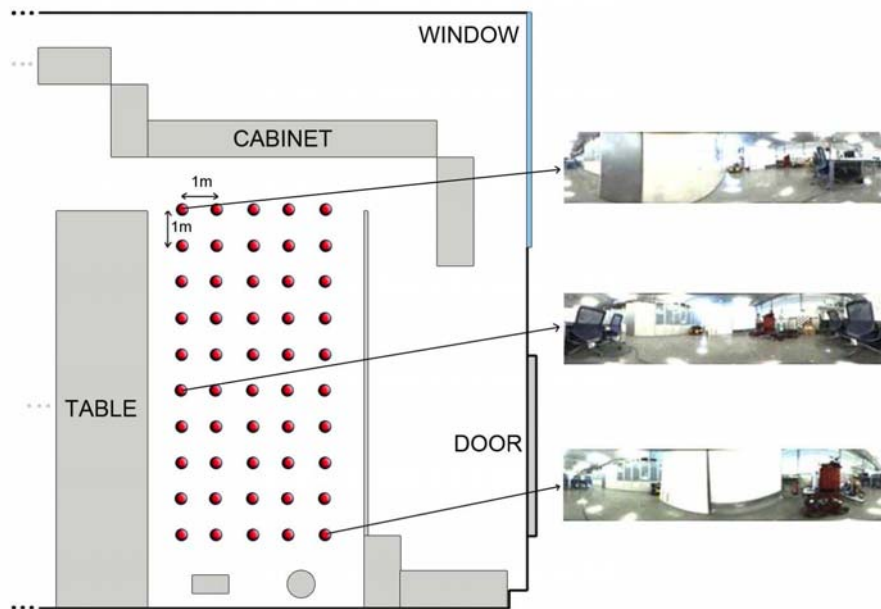 WINDOW
CABINET
1m
1m
TABLE
DOOR